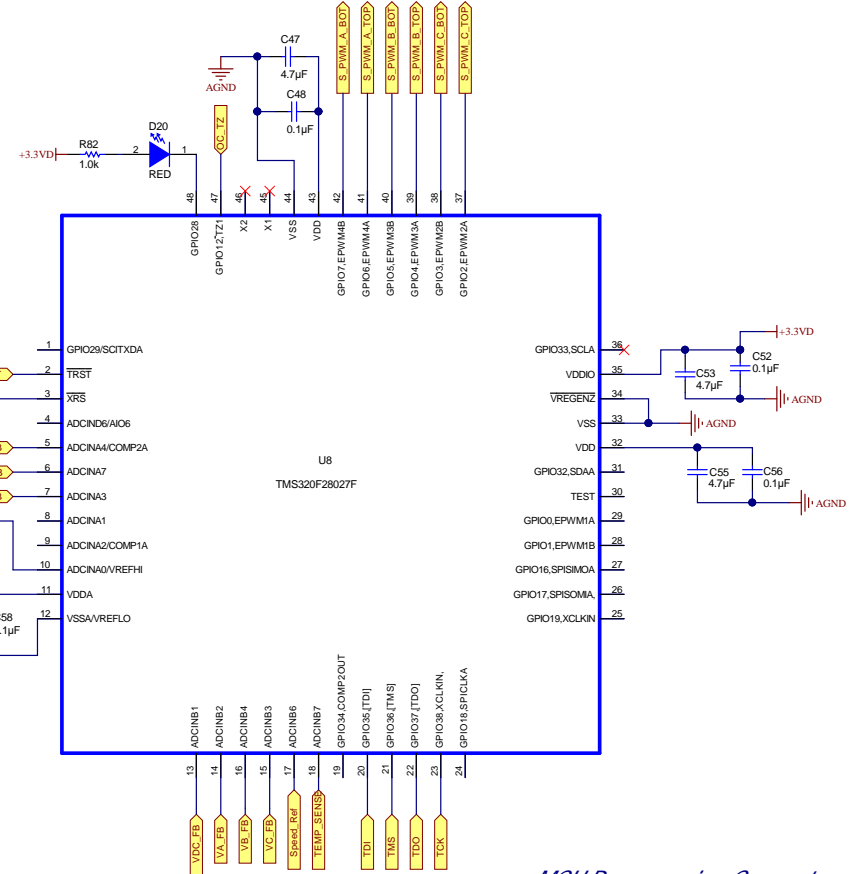 S_PWM_A_BOT
S_PWM_A_TOP
S_PWM_B_BOT
S_PWM_B_TOP
S_PWM_C_BOT
S_PWM_C_TOP
C47
4.7µF
AGND
C48
0.1µF
OC_TZ
D20
R82
+3.3VD
2
1
1.0k
RED
48
47
46
45
44
43
42
41
40
39
38
37
GPIO28
GPIO12,TZ1
X2
X1
VSS
VDD
GPIO7,EPWM4B
GPIO6,EPWM4A
GPIO5,EPWM3B
GPIO4,EPWM3A
GPIO3,EPWM2B
GPIO2,EPWM2A
1 GPIO29/SCITXDA
2 TRST
3 XRS
4 ADCIND6/AIO6
5 ADCINA4/COMP2A
6 ADCINA7
7 ADCINA3
8 ADCINA1
9 ADCINA2/COMP1A
10 ADCINA0/VREFHI
11 VDDA
12 VSSA/VREFLO
U8
TMS320F28027F
GPIO33,SCLA 36
VDDIO 35
VREGENZ 34
VSS 33
VDD 32
GPIO32,SDAA 31
TEST 30
GPIO0,EPWM1A 29
GPIO1,EPWM1B 28
GPIO16,SPISIMOA 27
GPIO17,SPISOMIA, 26
GPIO19,XCLKIN 25
+3.3VD
C52
0.1µF
C53
4.7µF
AGND
AGND
C55
4.7µF
C56
0.1µF
AGND
58
.1µF
ADCINB1
ADCINB2
ADCINB4
ADCINB3
ADCINB6
ADCINB7
GPIO34,COMP2OUT
GPIO35,[TDI]
GPIO36,[TMS]
GPIO37,[TDO]
GPIO38,XCLKIN,
GPIO18,SPICLKA
13
14
16
15
17
18
19
20
21
22
23
24
VDC_FB
VA_FB
VB_FB
VC_FB
Speed_Ref
TEMP_SENSE
TDI
TMS
TDO
TCK